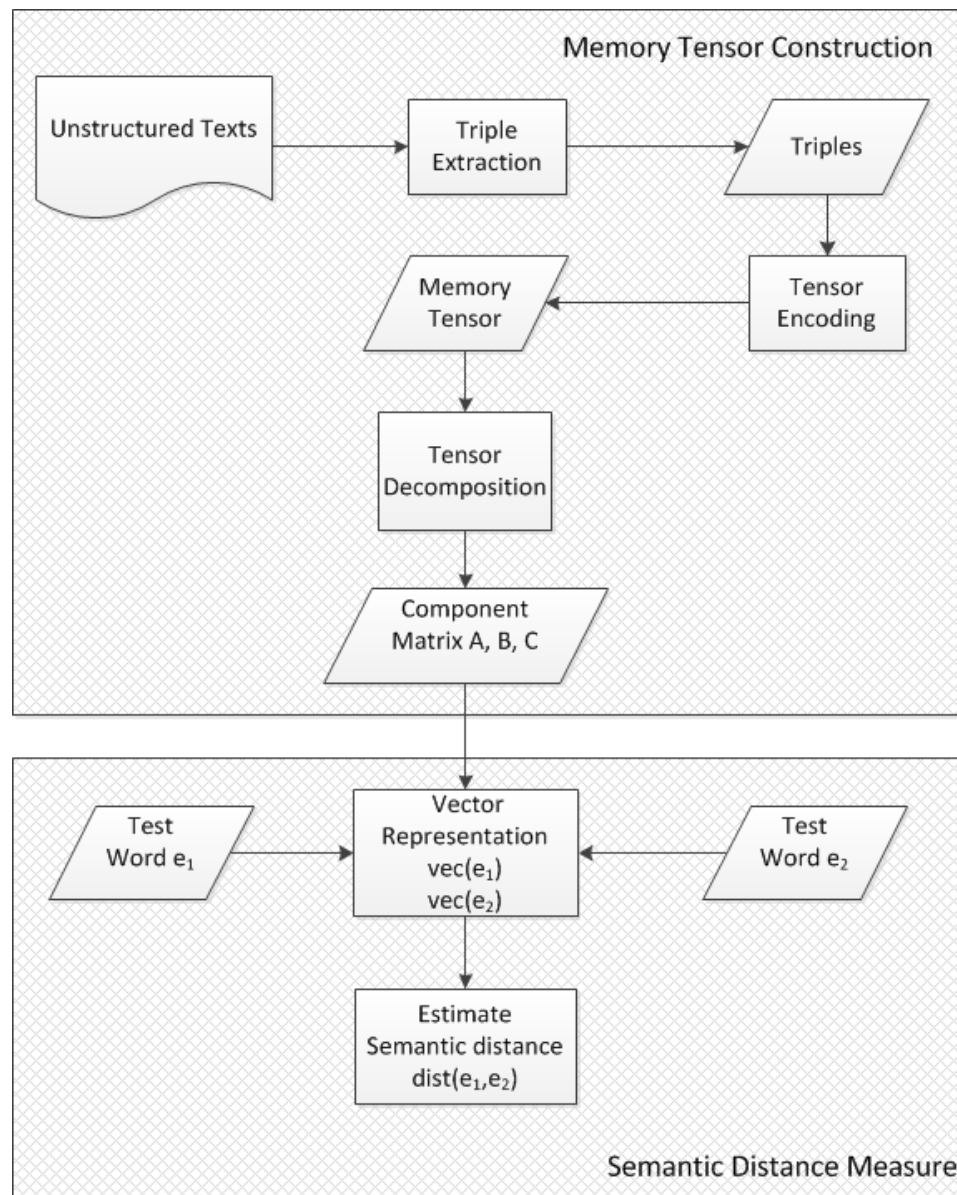 Memory Tensor Construction
Unstructured Texts
Triple
Extraction
Triples
Memory
Tensor
Tensor
Encoding
Tensor
Decomposition
Component
Matrix A, B, C
Test
Word e₁
Vector
Representation
vec(e₁)
vec(e₂)
Test
Word e₂
Estimate
Semantic distance
dist(e₁,e₂)
Semantic Distance Measure